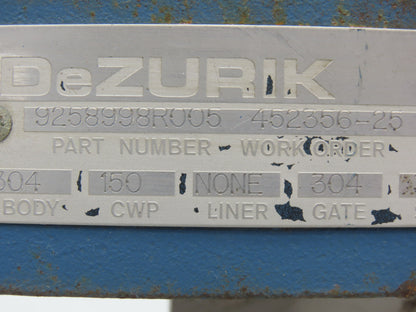 DeZURIK
9258998R005 452356-25
PART NUMBER WORK ORDER
304 150 NONE 304
BODY CWP LINER GATE